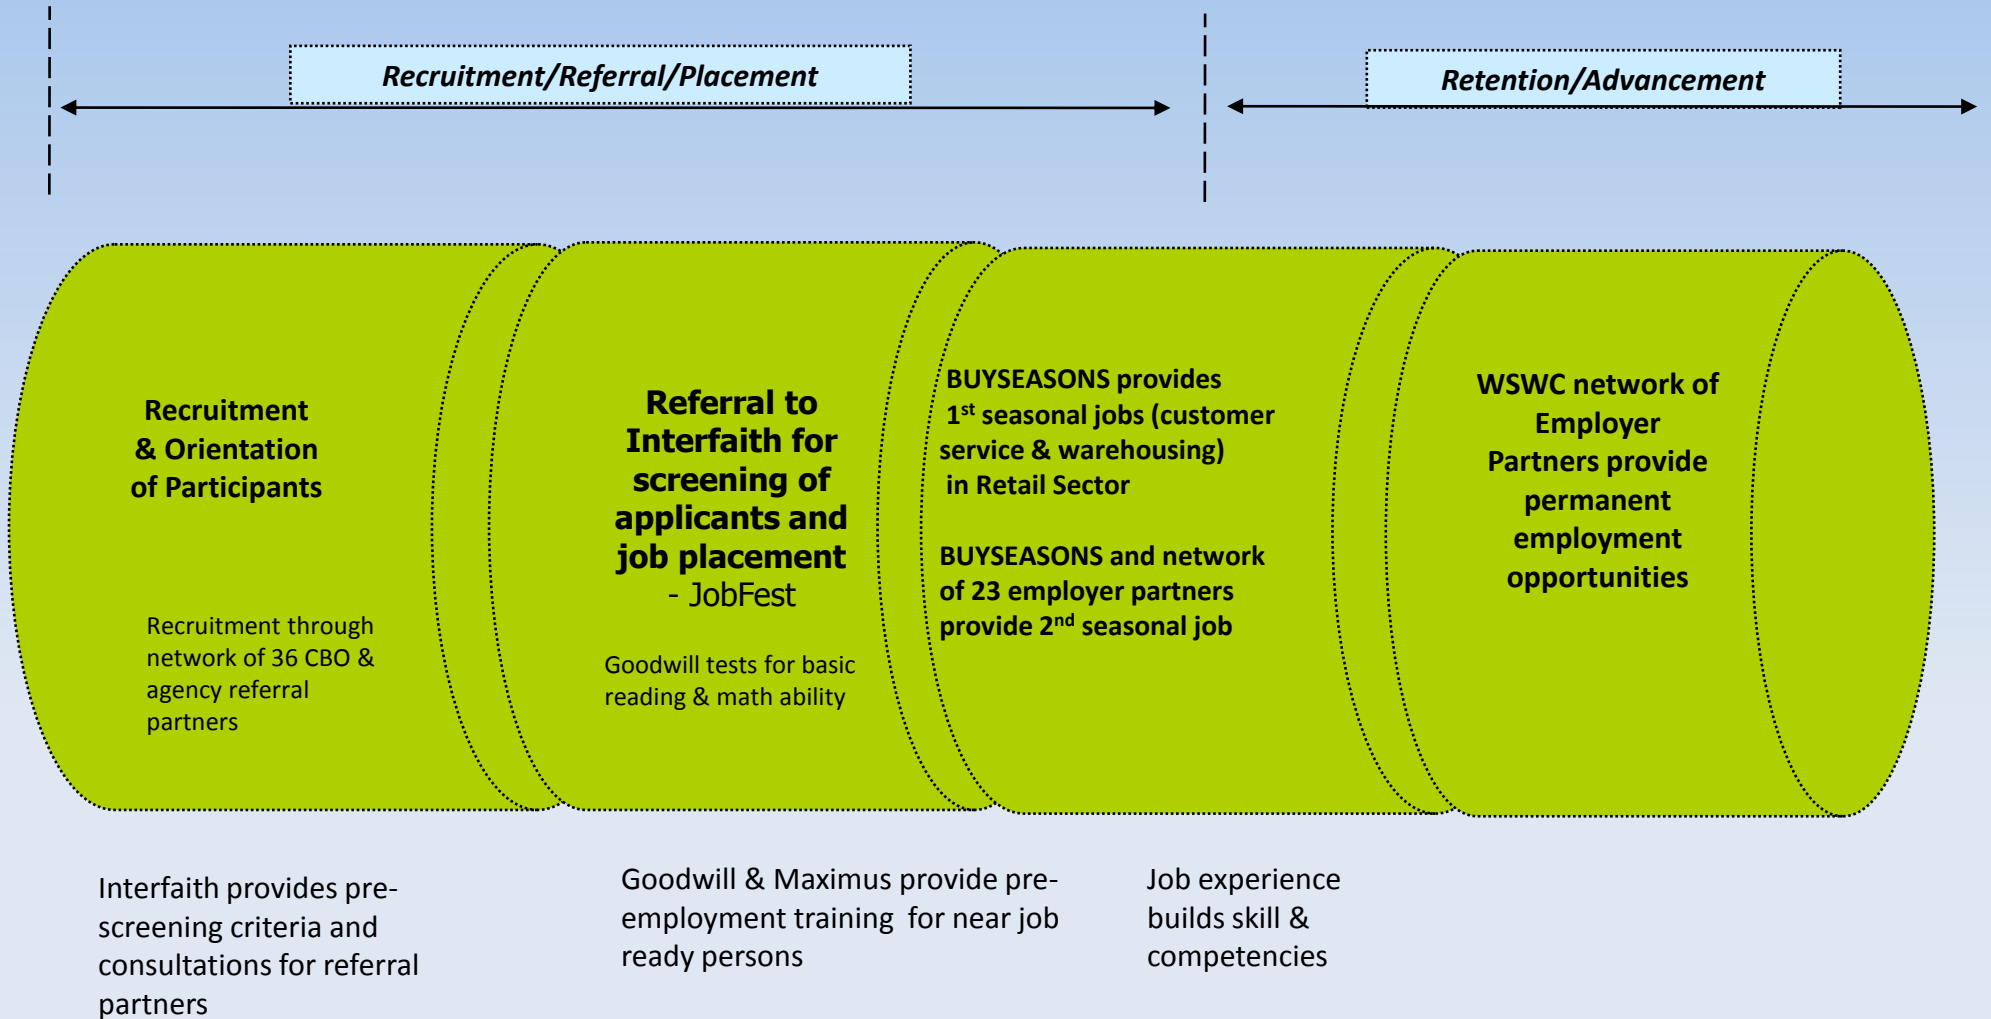 Recruitment/Referral/Placement
Retention/Advancement
Recruitment
& Orientation
of Participants
Recruitment through
network of 36 CBO &
agency referral
partners
Referral to
Interfaith for
screening of
applicants and
job placement
- JobFest
Goodwill tests for basic
reading & math ability
BUYSEASONS provides
1st seasonal jobs (customer
service & warehousing)
in Retail Sector
BUYSEASONS and network
of 23 employer partners
provide 2nd seasonal job
WSWC network of
Employer
Partners provide
permanent
employment
opportunities
Interfaith provides pre-
screening criteria and
consultations for referral
partners
Goodwill & Maximus provide pre-
employment training for near job
ready persons
Job experience
builds skill &
competencies